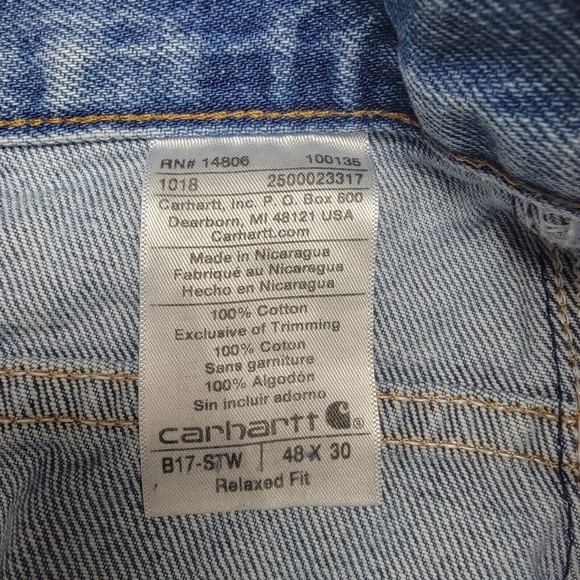 RN# 14806 100135
1018 2500023317
Carhartt, Inc. P. O. Box 600
Dearborn, MI 48121 USA
Carhartt.com
Made in Nicaragua
Fabriqué au Nicaragua
Hecho en Nicaragua
100% Cotton
Exclusive of Trimming
100% Coton
Sans garniture
100% Algodón
Sin incluir adorno
carhartt ®
B17-STW 48 X 30
Relaxed Fit